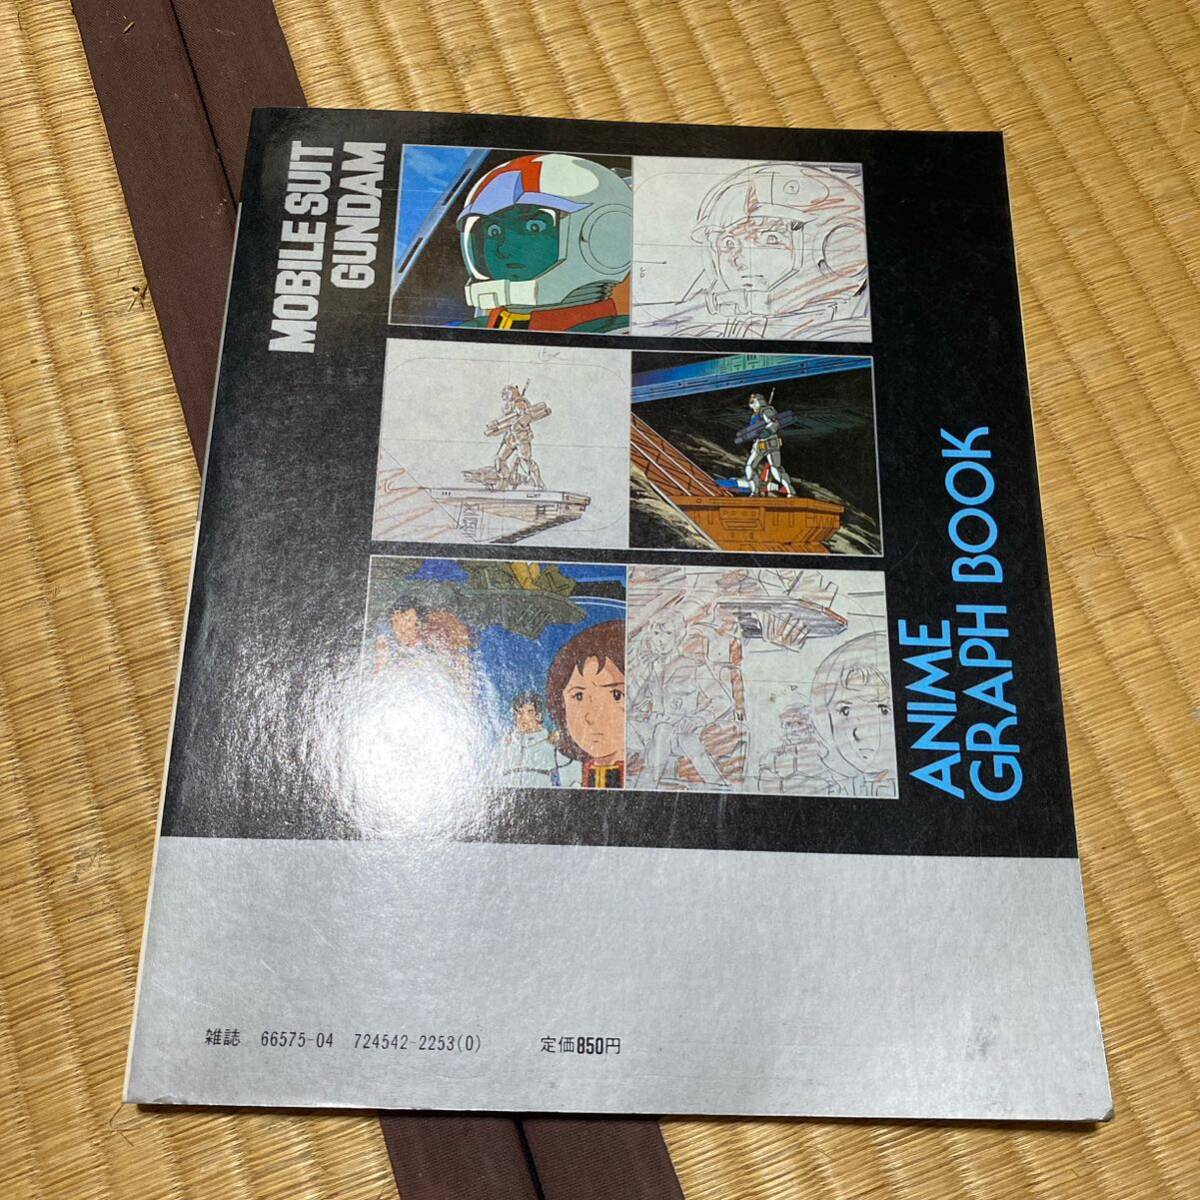 MOBILE SUIT
GUNDAM
ANIME
GRAPH BOOK
雑誌 66575-04 724542-2253(0) 定価850円